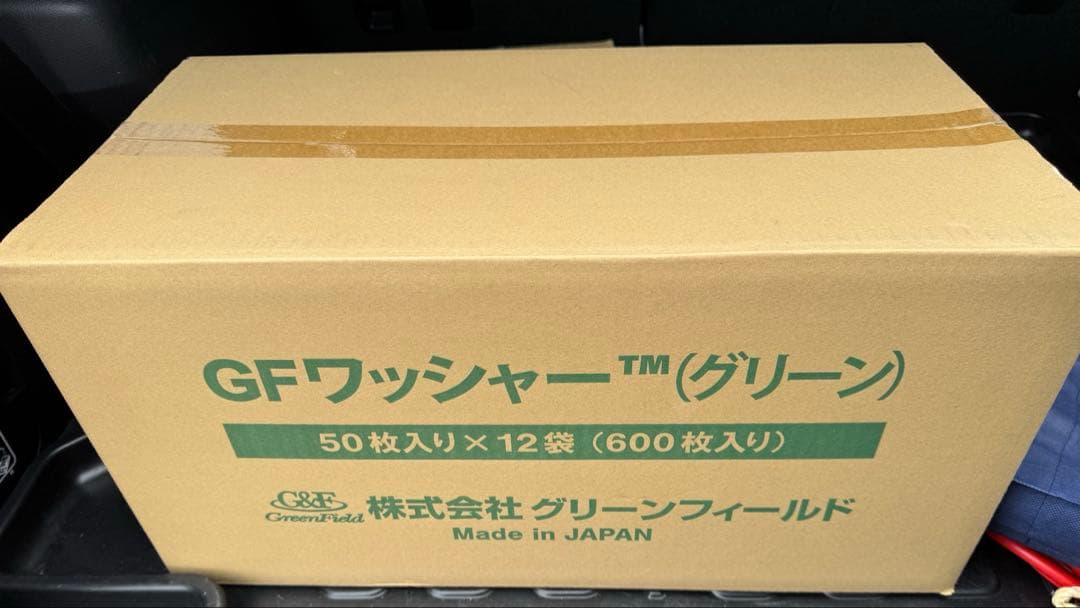 GFワッシャー™(グリーン)
50枚入り×12袋（600枚入り）
G&F
GreenField
株式会社 グリーンフィールド
Made in JAPAN